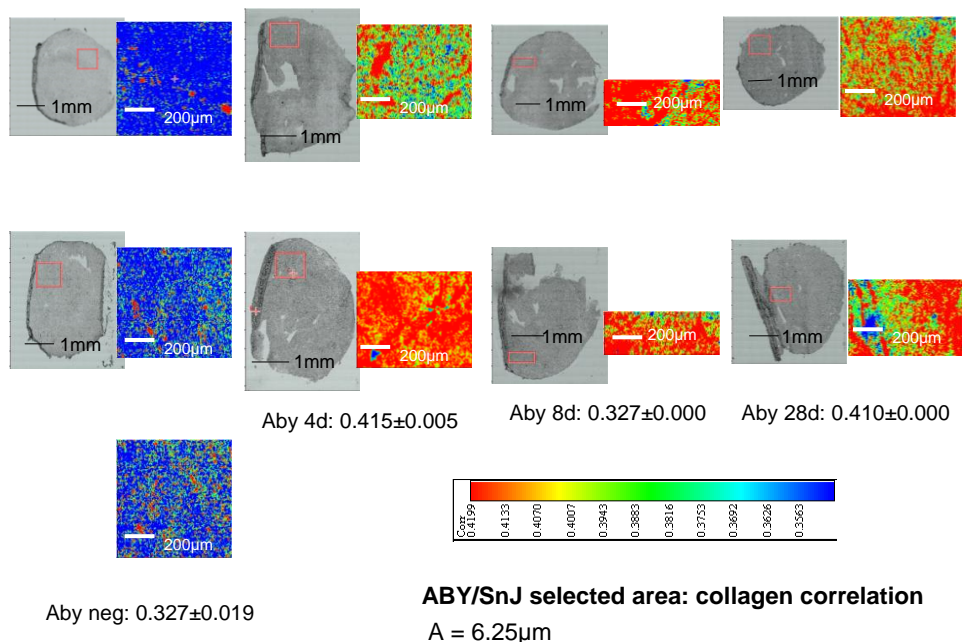 1mm
200µm
1mm
200µm
1mm
200µm
1mm
200µm
1mm
200µm
1mm
200µm
1mm
200µm
1mm
200µm
Aby 4d: 0.415±0.005
Aby 8d: 0.327±0.000
Aby 28d: 0.410±0.000
200µm
Corr
0.4199
0.4133
0.4070
0.4007
0.3943
0.3883
0.3816
0.3753
0.3692
0.3626
0.3563
Aby neg: 0.327±0.019
ABY/SnJ selected area: collagen correlation
A = 6.25µm